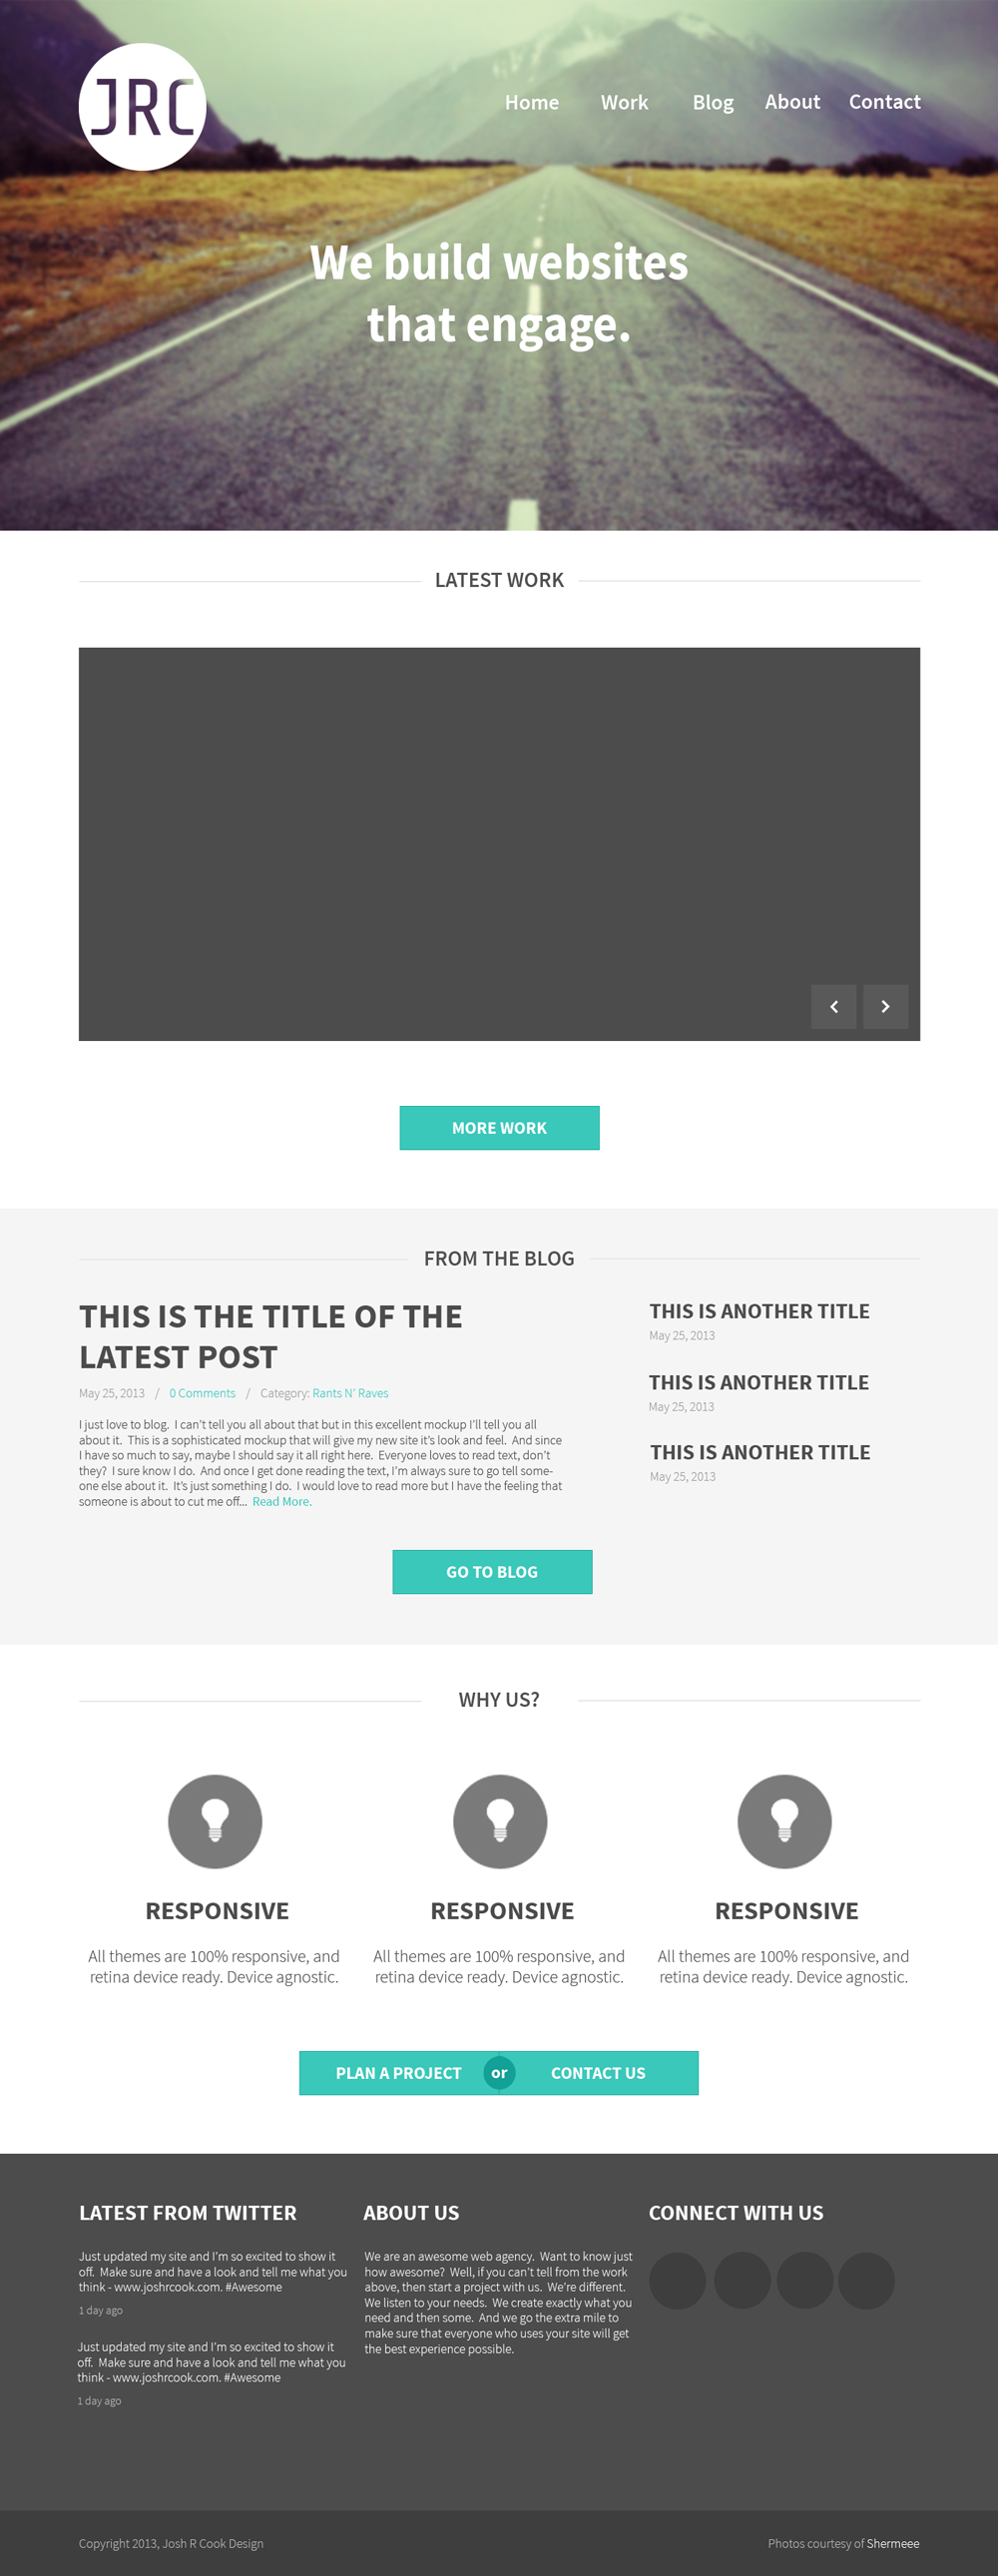 JRC
Home Work Blog About Contact
We build websites
that engage.
LATEST WORK
MORE WORK
FROM THE BLOG
THIS IS THE TITLE OF THE
LATEST POST
May 25, 2013 / 0 Comments / Category: Rants N' Raves
I just love to blog. I can't tell you all about that but in this excellent mockup I'll tell you all
about it. This is a sophisticated mockup that will give my new site it's look and feel. And since
I have so much to say, maybe I should say it all right here. Everyone loves to read text, don't
they? I sure know I do. And once I get done reading the text, I'm always sure to go tell some-
one else about it. It's just something I do. I would love to read more but I have the feeling that
someone is about to cut me off... Read More.
THIS IS ANOTHER TITLE
May 25, 2013
THIS IS ANOTHER TITLE
May 25, 2013
THIS IS ANOTHER TITLE
May 25, 2013
GO TO BLOG
WHY US?
RESPONSIVE
All themes are 100% responsive, and
retina device ready. Device agnostic.
RESPONSIVE
All themes are 100% responsive, and
retina device ready. Device agnostic.
RESPONSIVE
All themes are 100% responsive, and
retina device ready. Device agnostic.
PLAN A PROJECT or CONTACT US
LATEST FROM TWITTER
Just updated my site and I'm so excited to show it
off. Make sure and have a look and tell me what you
think - www.joshrcook.com. #Awesome
1 day ago
Just updated my site and I'm so excited to show it
off. Make sure and have a look and tell me what you
think - www.joshrcook.com. #Awesome
1 day ago
ABOUT US
We are an awesome web agency. Want to know just
how awesome? Well, if you can't tell from the work
above, then start a project with us. We're different.
We listen to your needs. We create exactly what you
need and then some. And we go the extra mile to
make sure that everyone who uses your site will get
the best experience possible.
CONNECT WITH US
Copyright 2013, Josh R Cook Design
Photos courtesy of Shermeee